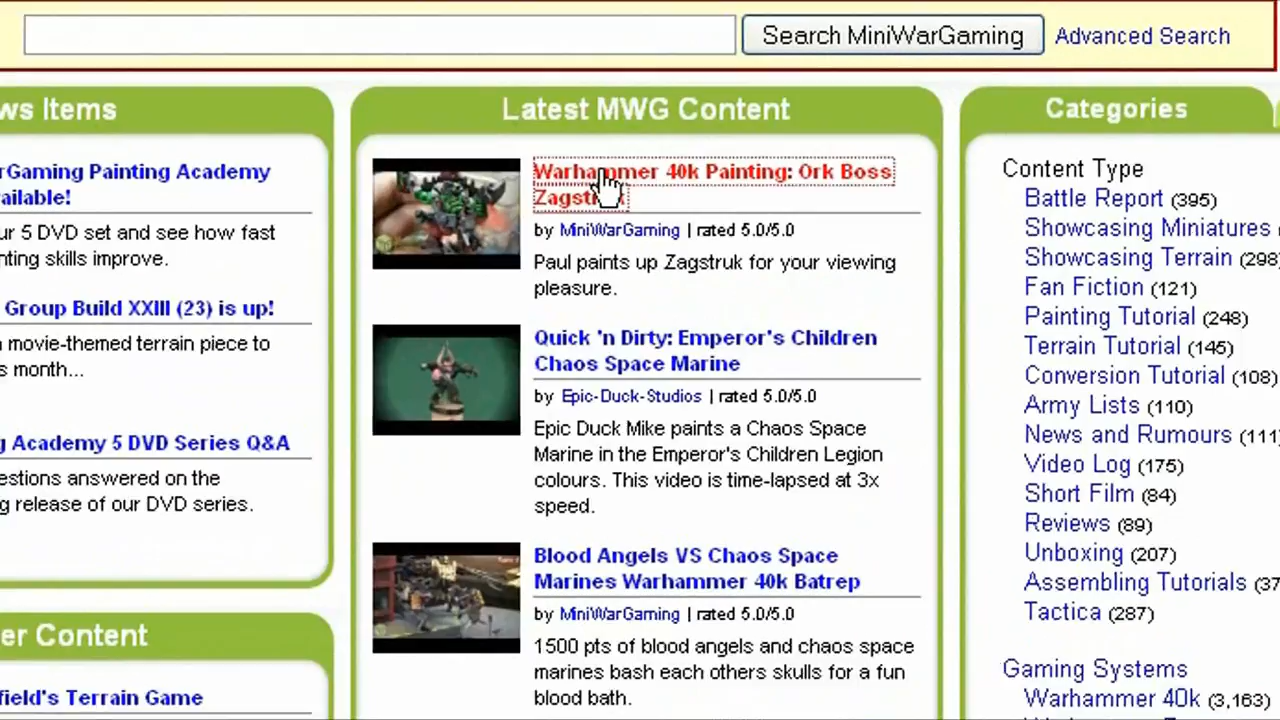 Search MiniWarGaming Advanced Search
ws Items
rGaming Painting Academy
ailable!
ur 5 DVD set and see how fast
nting skills improve.
Group Build XXIII (23) is up!
movie-themed terrain piece to
s month...
g Academy 5 DVD Series Q&A
estions answered on the
g release of our DVD series.
er Content
field's Terrain Game
Latest MWG Content
Warhammer 40k Painting: Ork Boss
Zagstruk
by MiniWarGaming | rated 5.0/5.0
Paul paints up Zagstruk for your viewing
pleasure.
Quick 'n Dirty: Emperor's Children
Chaos Space Marine
by Epic-Duck-Studios | rated 5.0/5.0
Epic Duck Mike paints a Chaos Space
Marine in the Emperor's Children Legion
colours. This video is time-lapsed at 3x
speed.
Blood Angels VS Chaos Space
Marines Warhammer 40k Batrep
by MiniWarGaming | rated 5.0/5.0
1500 pts of blood angels and chaos space
marines bash each others skulls for a fun
blood bath.
Categories
Content Type
Battle Report (395)
Showcasing Miniatures
Showcasing Terrain (298
Fan Fiction (121)
Painting Tutorial (248)
Terrain Tutorial (145)
Conversion Tutorial (108)
Army Lists (110)
News and Rumours (111
Video Log (175)
Short Film (84)
Reviews (89)
Unboxing (207)
Assembling Tutorials (37
Tactica (287)
Gaming Systems
Warhammer 40k (3,163)